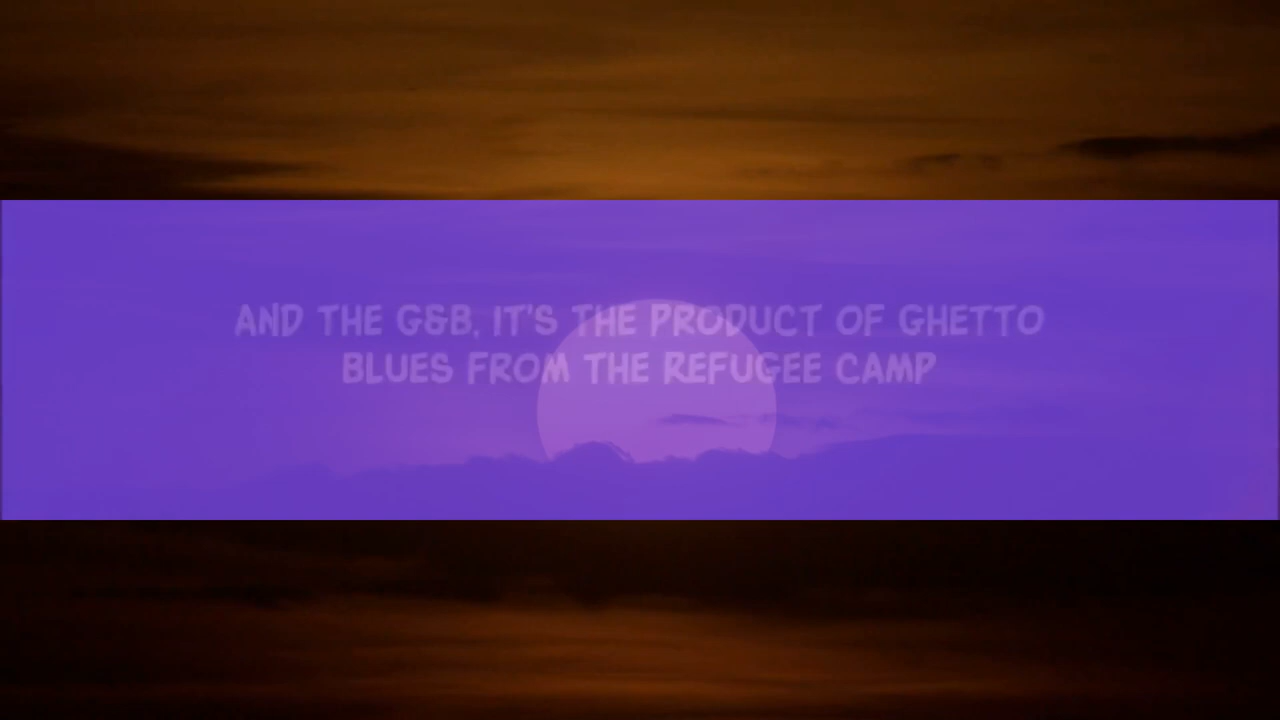 AND THE G&B, IT'S THE PRODUCT OF GHETTO
BLUES FROM THE REFUGEE CAMP